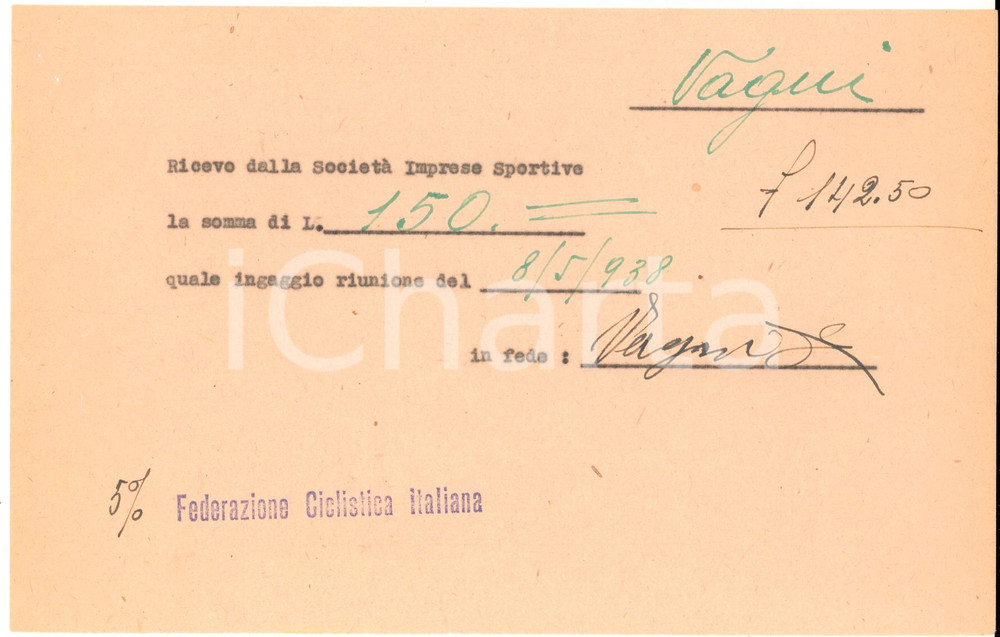 Vagni
Ricevo dalla Società Imprese Sportive
₤ 142.50
la somma di L. 150. =
quale ingaggio riunione del 8/5/938
iCharta
in fede : Vagni
5% Federazione Ciclistica italiana